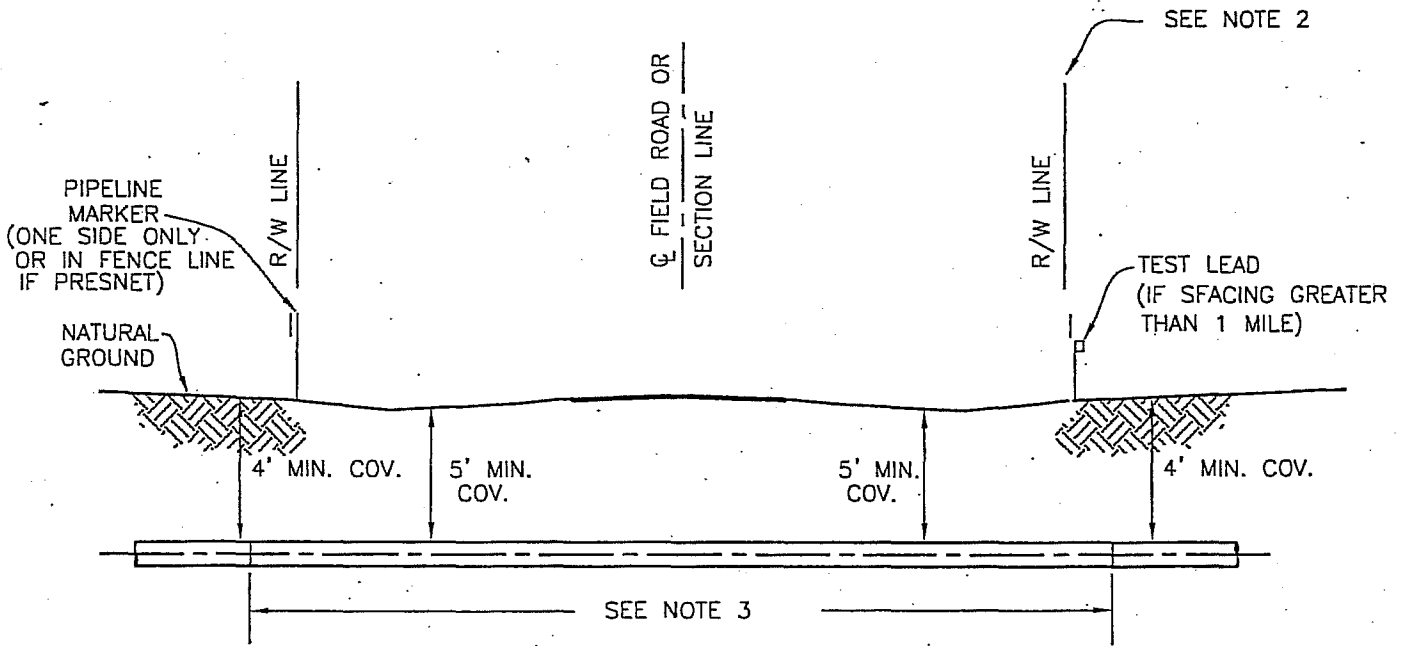 SEE NOTE 2
℄ FIELD ROAD OR
SECTION LINE
R/W LINE
R/W LINE
PIPELINE
MARKER
(ONE SIDE ONLY
OR IN FENCE LINE
IF PRESNET)
TEST LEAD
(IF SFACING GREATER
THAN 1 MILE)
NATURAL
GROUND
4' MIN. COV.
5' MIN.
COV.
5' MIN.
COV.
4' MIN. COV.
SEE NOTE 3